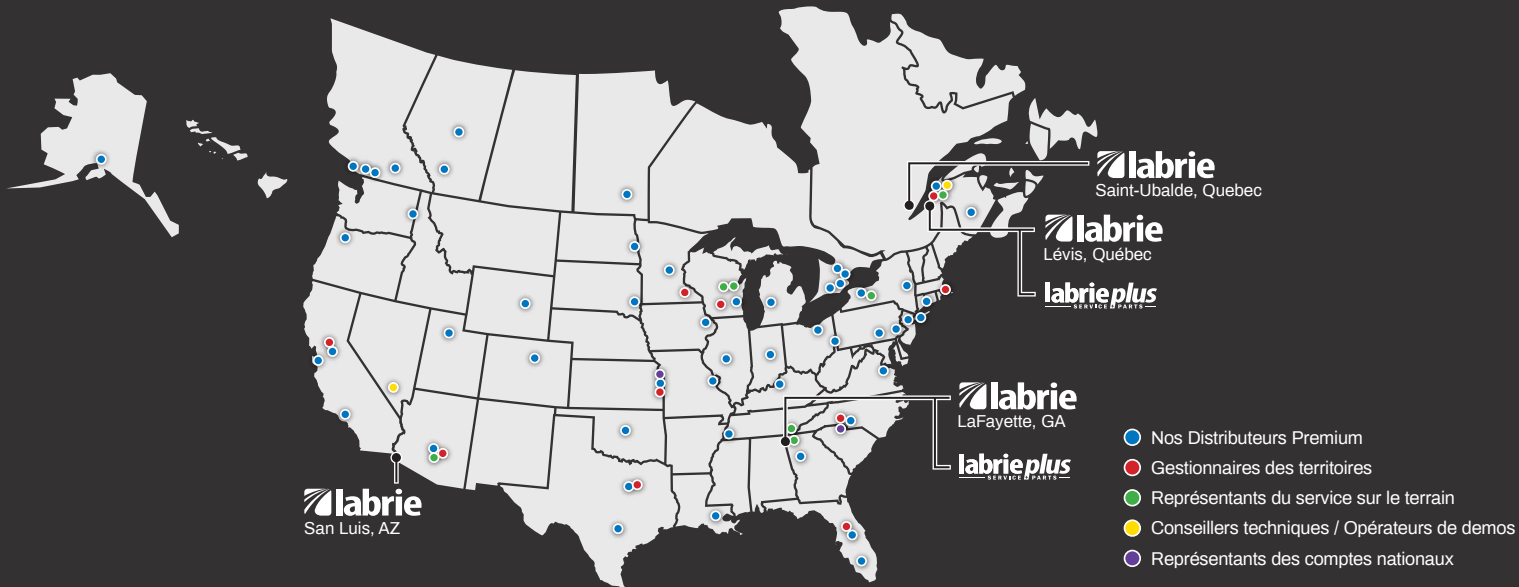 labrie
Saint-Ubalde, Quebec
labrie
Lévis, Québec
labrieplus
SERVICE & PARTS
labrie
LaFayette, GA
labrieplus
SERVICE & PARTS
labrie
San Luis, AZ
Nos Distributeurs Premium
Gestionnaires des territoires
Représentants du service sur le terrain
Conseillers techniques / Opérateurs de demos
Représentants des comptes nationaux